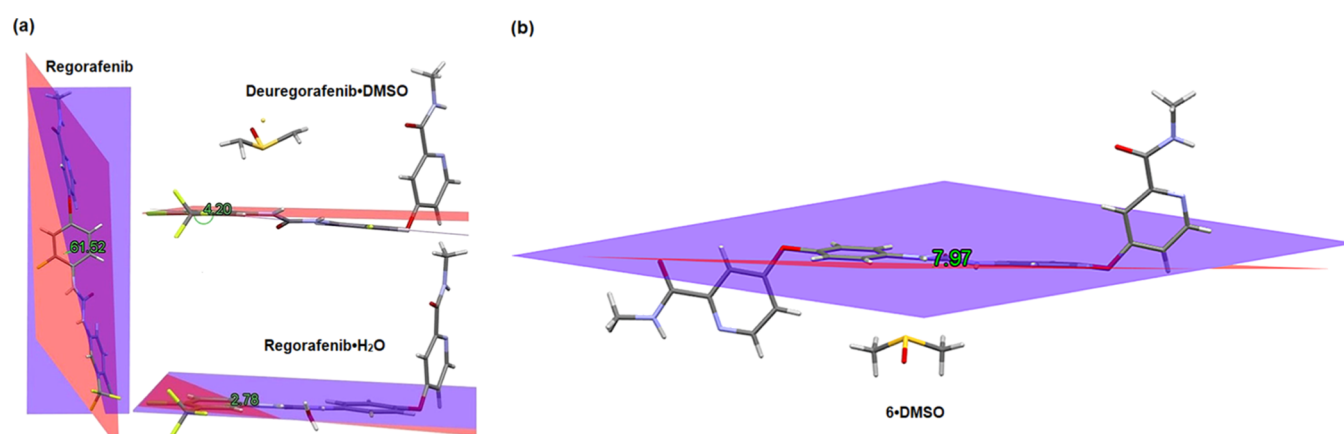 (a)
Regorafenib
61.52
Deuregorafenib•DMSO
4.20
Regorafenib•H₂O
2.78
(b)
7.97
6•DMSO